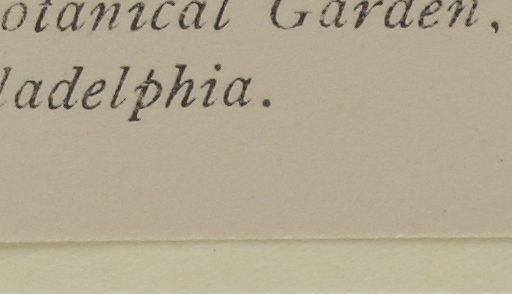 otanical Garden,
ladelphia.